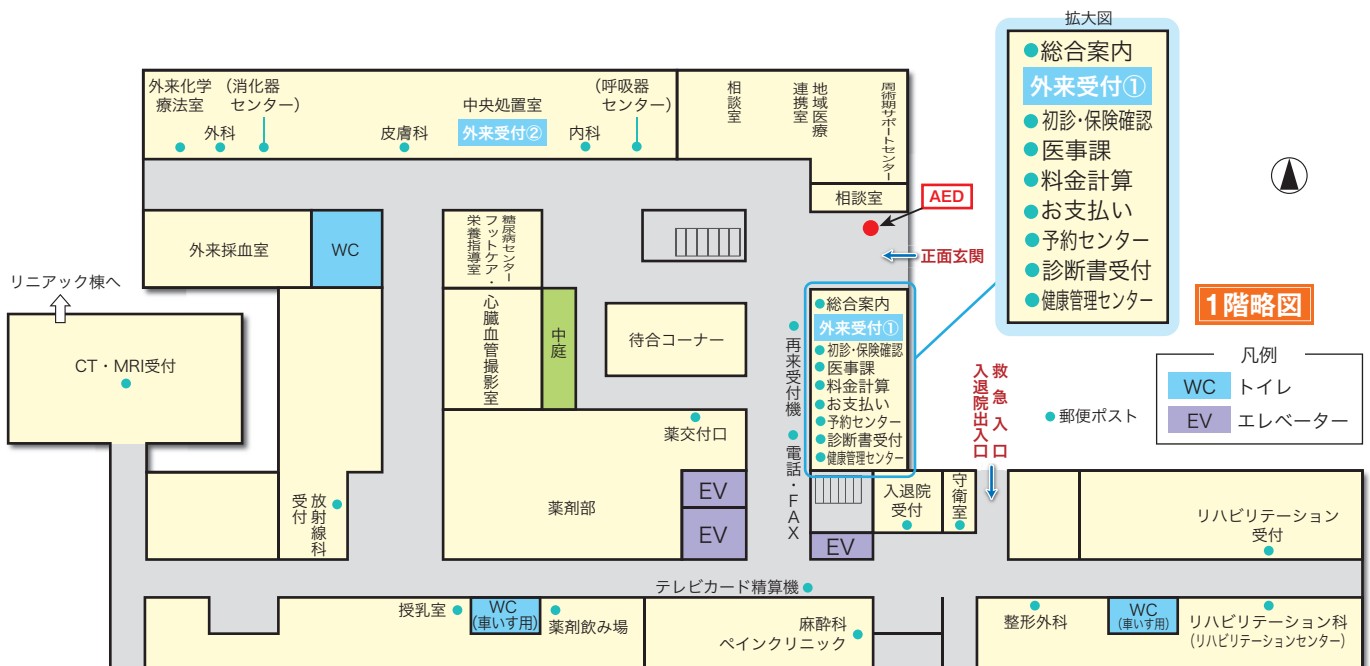 拡大図
総合案内
外来受付①
初診・保険確認
医事課
料金計算
お支払い
予約センター
診断書受付
健康管理センター
1階略図
凡例
WC トイレ
EV エレベーター
外来化学
療法室
(消化器
センター)
外科
皮膚科
中央処置室
外来受付②
内科
(呼吸器
センター)
相談室
地域医療
連携室
周術期サポートセンター
相談室
AED
正面玄関
外来採血室
WC
糖尿病センター
フットケア・
栄養指導室
心臓血管撮影室
中庭
待合コーナー
リニアック棟へ
CT・MRI受付
総合案内
外来受付①
初診・保険確認
医事課
料金計算
お支払い
予約センター
診断書受付
健康管理センター
再来受付機
電話・FAX
救急入口
入退院出入口
郵便ポスト
薬交付口
薬剤部
EV
EV
EV
放射線科
受付
入退院
受付
守衛室
リハビリテーション
受付
テレビカード精算機
授乳室
WC
(車いす用)
薬剤飲み場
麻酔科
ペインクリニック
整形外科
WC
(車いす用)
リハビリテーション科
(リハビリテーションセンター)